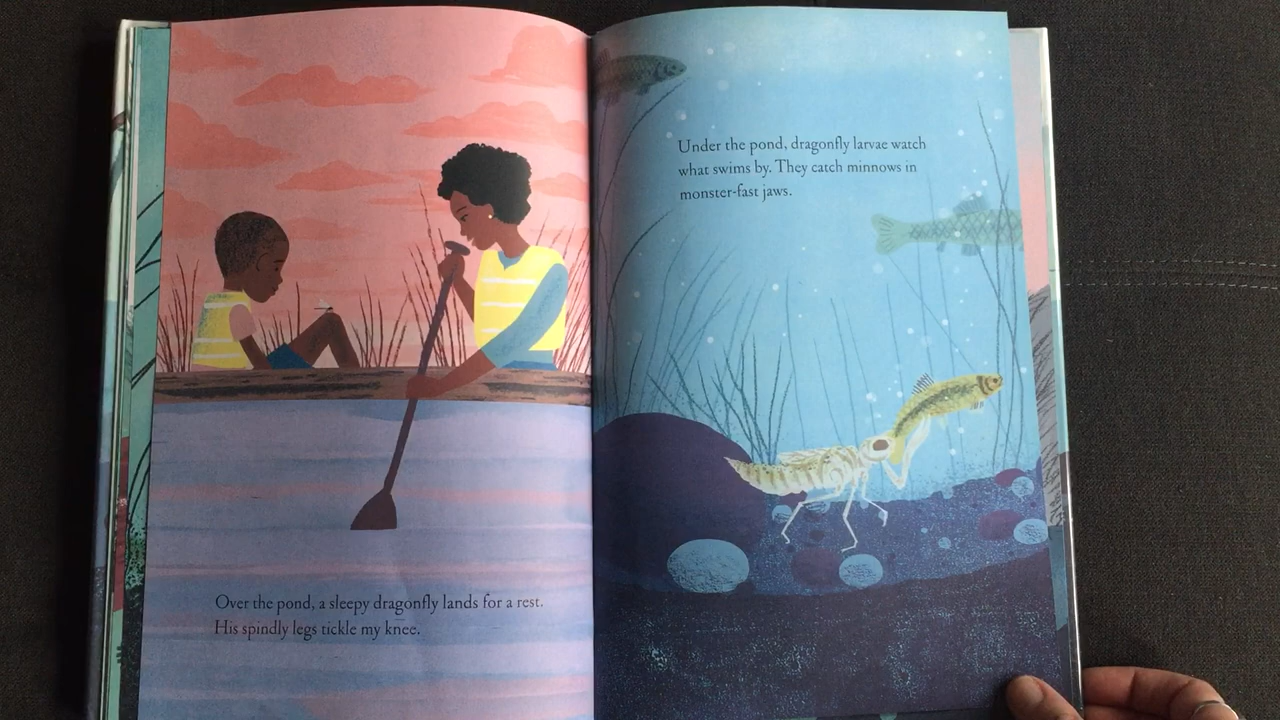 Over the pond, a sleepy dragonfly lands for a rest.
His spindly legs tickle my knee.
Under the pond, dragonfly larvae watch
what swims by. They catch minnows in
monster-fast jaws.